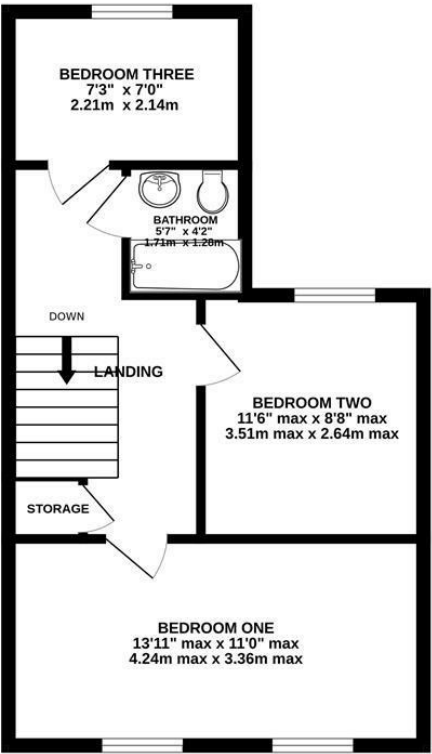 BEDROOM THREE
7'3" x 7'0"
2.21m x 2.14m
BATHROOM
5'7" x 4'2"
1.71m x 1.28m
DOWN
LANDING
BEDROOM TWO
11'6" max x 8'8" max
3.51m max x 2.64m max
STORAGE
BEDROOM ONE
13'11" max x 11'0" max
4.24m max x 3.36m max